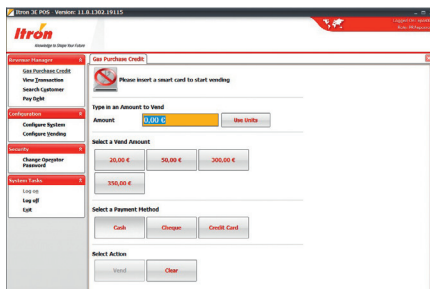 Itron 3E POS - Version: 11.0.1302.19115
Itrón
Knowledge to Shape Your Future
Revenue Manager
Gas Purchase Credit
View Transaction
Search Customer
Pay Debt
Configuration
Configure System
Configure Vending
Security
Change Operator
Password
System Tasks
Log on
Log off
Exit
Gas Purchase Credit
Please insert a smart card to start vending
Type in an Amount to Vend
Amount 0,00 € Use Units
Select a Vend Amount
20,00 € 50,00 € 300,00 €
350,00 €
Select a Payment Method
Cash Cheque Credit Card
Select Action
Vend Clear